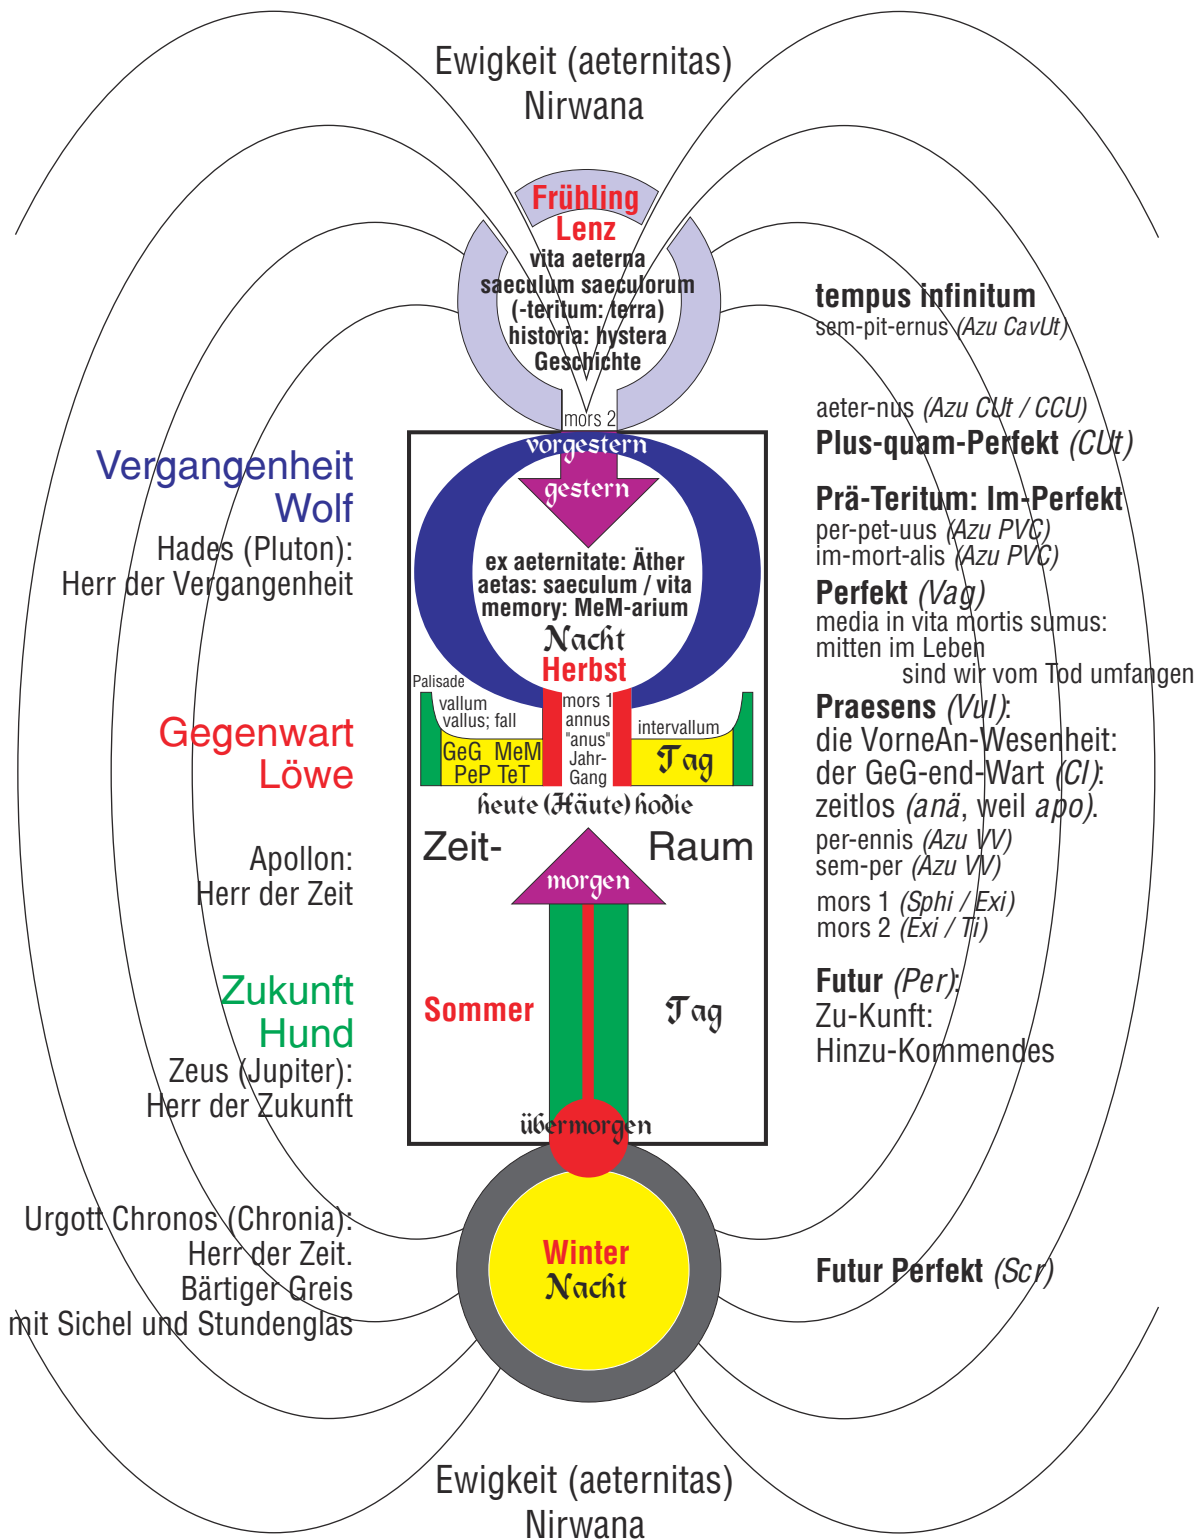 Ewigkeit (aeternitas)
Nirwana
Frühling
Lenz
vita aeterna
saeculum saeculorum
(-teritum: terra)
historia: hystera
Geschichte
mors 2
vorgestern
gestern
ex aeternitate: Äther
aetas: saeculum / vita
memory: MeM-arium
Nacht
Herbst
Palisade
vallum
vallus; fall
GeG MeM
PeP TeT
mors 1
annus
"anus"
Jahr-
Gang
intervallum
Tag
heute (Häute) hodie
Zeit- Raum
morgen
Sommer
Tag
übermorgen
Winter
Nacht
Vergangenheit
Wolf
Hades (Pluton):
Herr der Vergangenheit
Gegenwart
Löwe
Apollon:
Herr der Zeit
Zukunft
Hund
Zeus (Jupiter):
Herr der Zukunft
Urgott Chronos (Chronia):
Herr der Zeit.
Bärtiger Greis
mit Sichel und Stundenglas
tempus infinitum
sem-pit-ernus (Azu CavUt)
aeter-nus (Azu CUt / CCU)
Plus-quam-Perfekt (CUt)
Prä-Teritum: Im-Perfekt
per-pet-uus (Azu PVC)
im-mort-alis (Azu PVC)
Perfekt (Vag)
media in vita mortis sumus:
mitten im Leben
sind wir vom Tod umfangen
Praesens (Vul):
die VorneAn-Wesenheit:
der GeG-end-Wart (Cl):
zeitlos (anä, weil apo).
per-ennis (Azu VV)
sem-per (Azu VV)
mors 1 (Sphi / Exi)
mors 2 (Exi / Ti)
Futur (Per):
Zu-Kunft:
Hinzu-Kommendes
Futur Perfekt (Scr)
Ewigkeit (aeternitas)
Nirwana